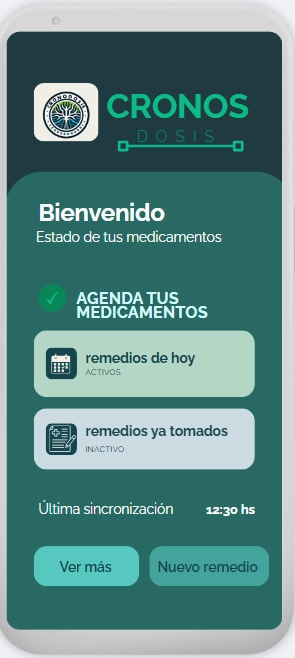 CRONOS
DOSIS
Bienvenido
Estado de tus medicamentos
AGENDA TUS
MEDICAMENTOS
remedios de hoy
ACTIVOS
remedios ya tomados
INACTIVO
Última sincronización 12:30 hs
Ver más
Nuevo remedio